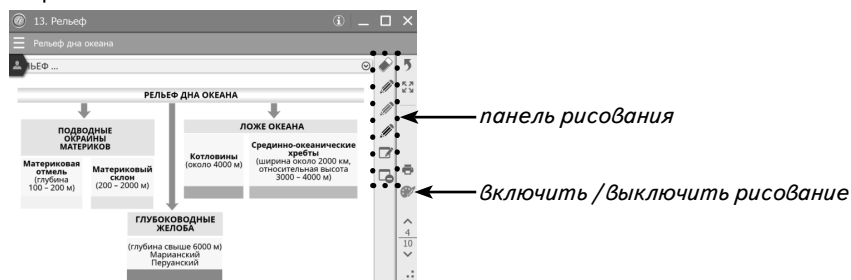 13. Рельеф
Рельеф дна океана
ЬЕФ ...
РЕЛЬЕФ ДНА ОКЕАНА
ПОДВОДНЫЕ
ОКРАИНЫ
МАТЕРИКОВ
Материковая
отмель
(глубина
100 – 200 м)
Материковый
склон
(200 – 2000 м)
ЛОЖЕ ОКЕАНА
Котловины
(около 4000 м)
Срединно-океанические
хребты
(ширина около 2000 км,
относительная высота
3000 – 4000 м)
ГЛУБОКОВОДНЫЕ
ЖЕЛОБА
(глубина свыше 6000 м)
Марианский
Перуанский
4
10
панель рисования
включить / выключить рисование